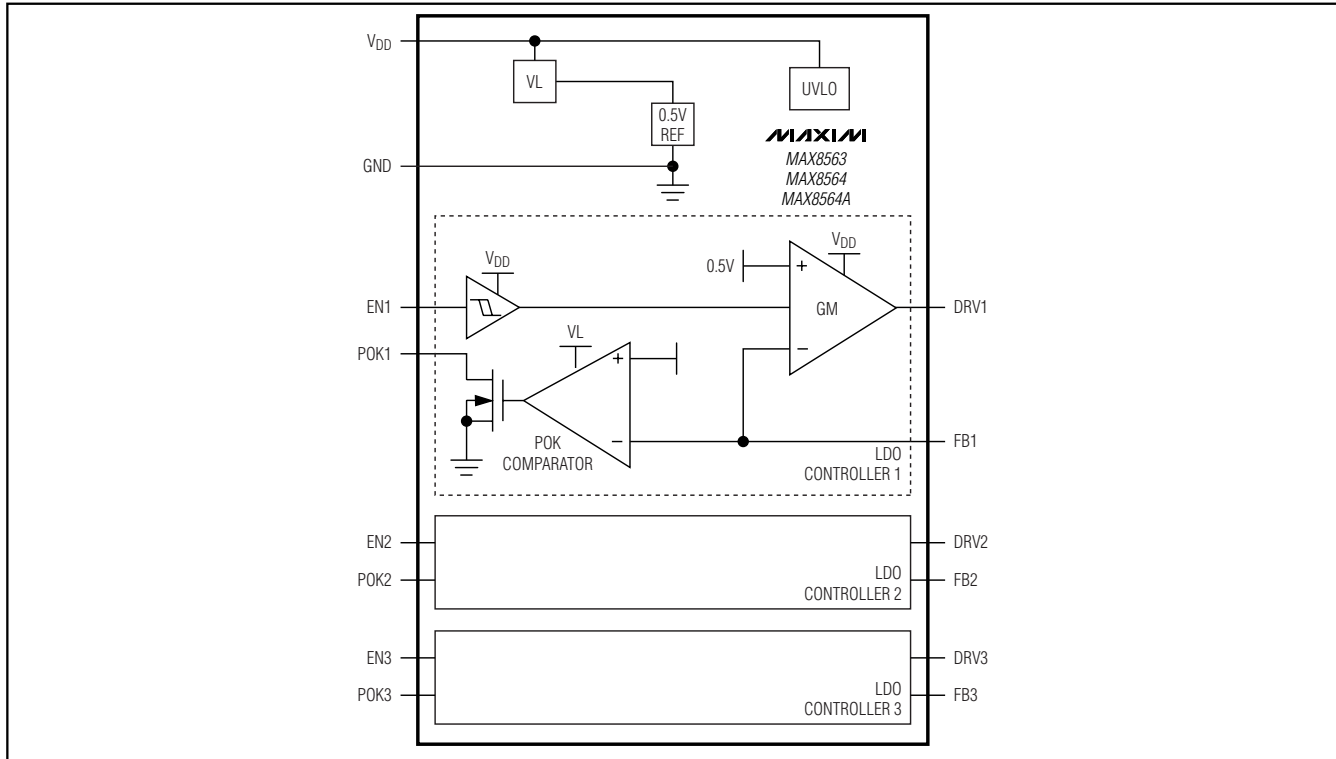 VDD
VL
UVLO
0.5V
REF
MAXIM
GND
MAX8563
MAX8564
MAX8564A
VDD
VDD
0.5V
+
EN1
GM
DRV1
VL
POK1
+
−
−
FB1
POK
COMPARATOR
LDO
CONTROLLER 1
EN2
DRV2
POK2
LDO
CONTROLLER 2
FB2
EN3
DRV3
POK3
LDO
CONTROLLER 3
FB3